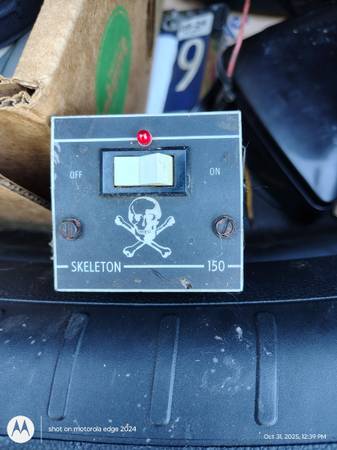 9
OFF
ON
SKELETON
150
shot on motorola edge 2024
Oct 31, 2025, 12:39 PM